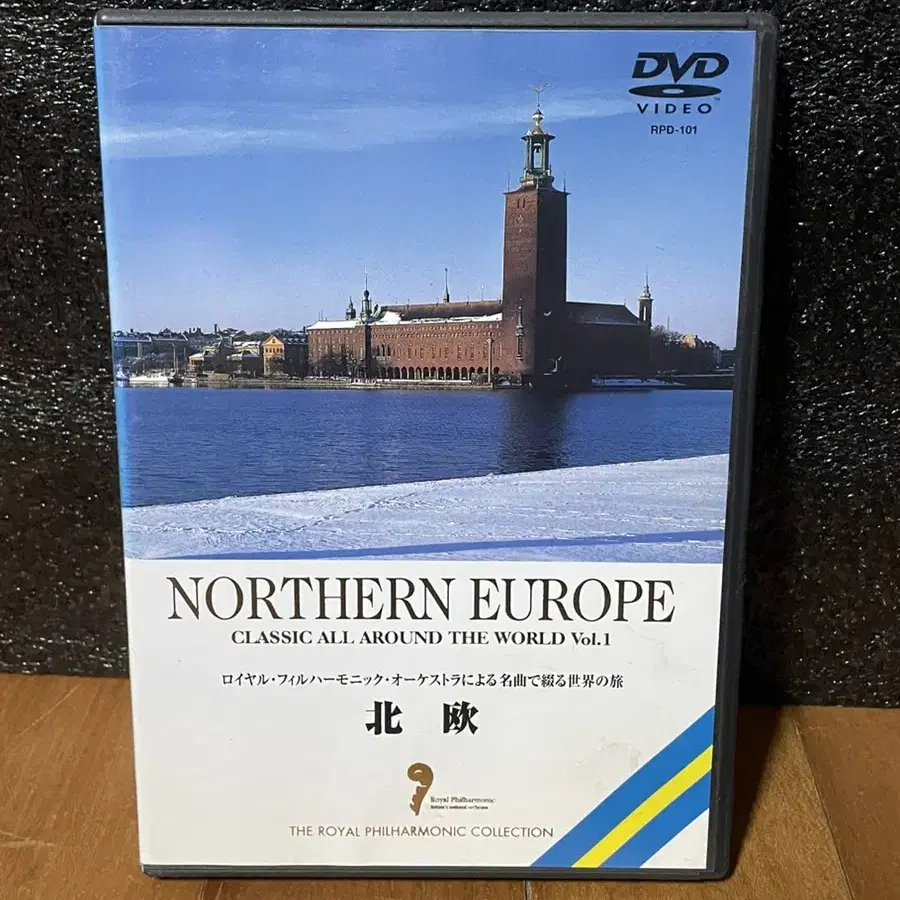 DVD
VIDEO™
RPD-101
NORTHERN EUROPE
CLASSIC ALL AROUND THE WORLD Vol.1
ロイヤル・フィルハーモニック・オーケストラによる名曲で綴る世界の旅
北 欧
Royal Philharmonic
THE ROYAL PHILHARMONIC COLLECTION